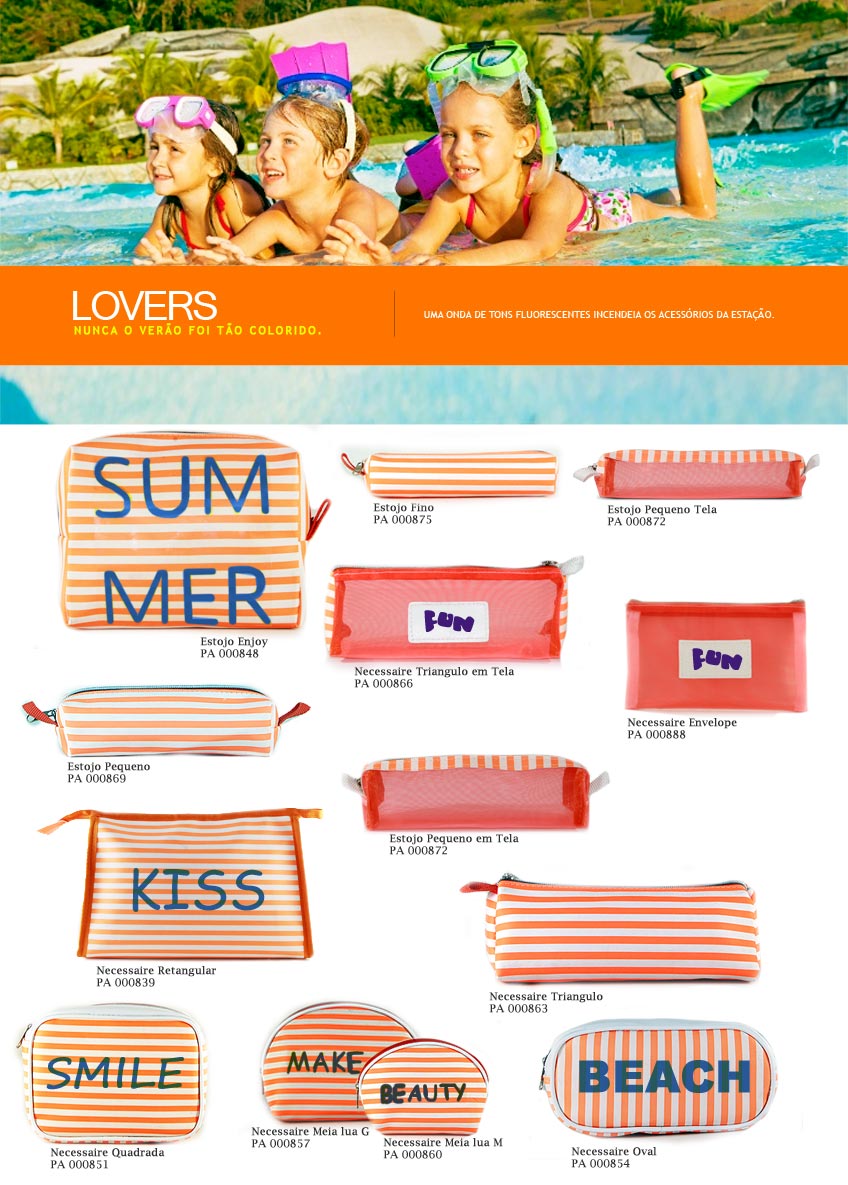 LOVERS
NUNCA O VERÃO FOI TÃO COLORIDO.
UMA ONDA DE TONS FLUORESCENTES INCENDEIA OS ACESSÓRIOS DA ESTAÇÃO.
SUM
MER
Estojo Enjoy
PA 000848
Estojo Fino
PA 000875
Estojo Pequeno Tela
PA 000872
FUN
Necessaire Triangulo em Tela
PA 000866
FUN
Necessaire Envelope
PA 000888
Estojo Pequeno
PA 000869
Estojo Pequeno em Tela
PA 000872
KISS
Necessaire Retangular
PA 000839
Necessaire Triangulo
PA 000863
SMILE
Necessaire Quadrada
PA 000851
MAKE
Necessaire Meia lua G
PA 000857
BEAUTY
Necessaire Meia lua M
PA 000860
BEACH
Necessaire Oval
PA 000854